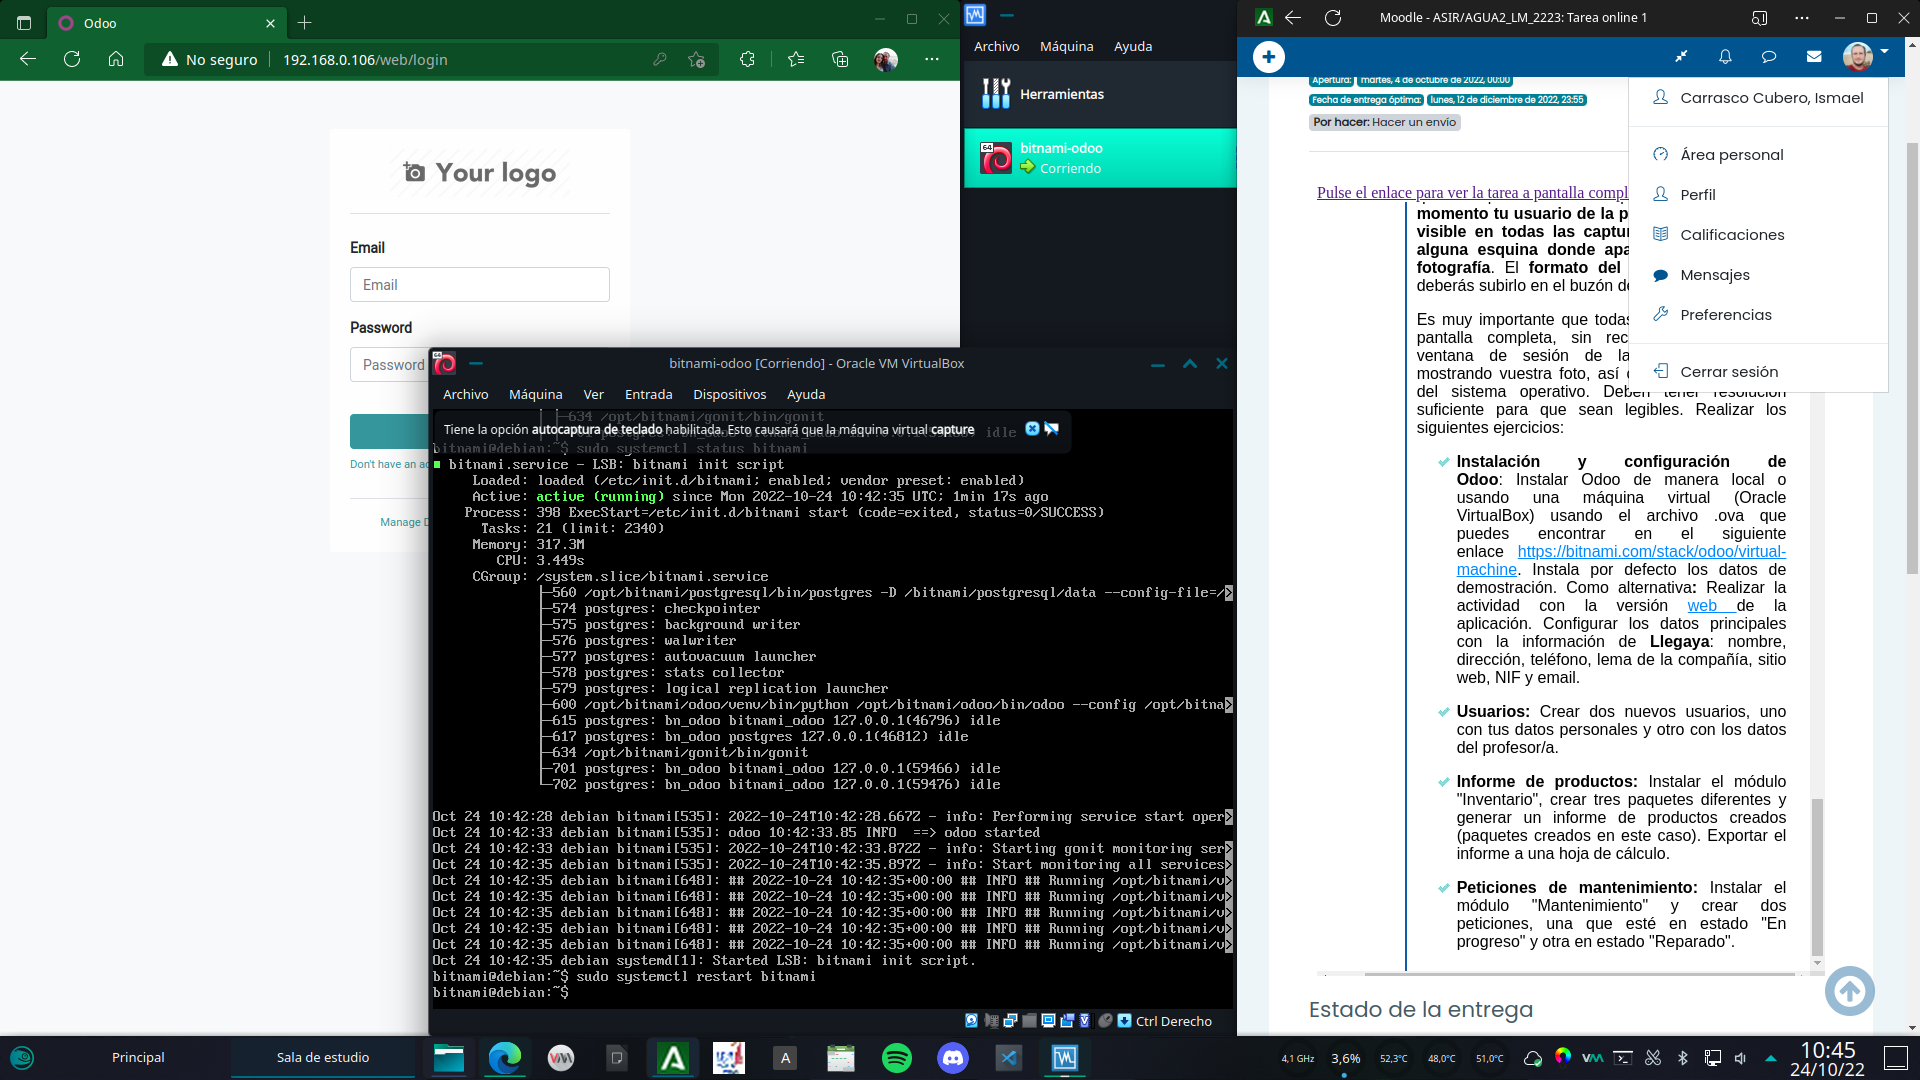 Odoo
No seguro
192.168.0.106/web/login
Your logo
Email
Email
Password
Password
Don't have an ac
Manage D
Archivo Máquina Ayuda
Herramientas
64
bitnami-odoo
Corriendo
bitnami-odoo [Corriendo] - Oracle VM VirtualBox
Archivo Máquina Ver Entrada Dispositivos Ayuda
├─634 /opt/bitnami/gonit/bin/gonit
Tiene la opción autocaptura de teclado habilitada. Esto causará que la máquina virtual capture
idle
bitnami@debian:~$ sudo systemctl status bitnami
bitnami.service - LSB: bitnami init script
Loaded: loaded (/etc/init.d/bitnami; enabled; vendor preset: enabled)
Active: active (running) since Mon 2022-10-24 10:42:35 UTC; 1min 17s ago
Process: 398 ExecStart=/etc/init.d/bitnami start (code=exited, status=0/SUCCESS)
Tasks: 21 (limit: 2340)
Memory: 317.3M
CPU: 3.449s
CGroup: /system.slice/bitnami.service
├─560 /opt/bitnami/postgresql/bin/postgres -D /bitnami/postgresql/data --config-file=/>
├─574 postgres: checkpointer
├─575 postgres: background writer
├─576 postgres: walwriter
├─577 postgres: autovacuum launcher
├─578 postgres: stats collector
├─579 postgres: logical replication launcher
├─600 /opt/bitnami/odoo/venv/bin/python /opt/bitnami/odoo/bin/odoo --config /opt/bitna>
├─615 postgres: bn_odoo bitnami_odoo 127.0.0.1(46796) idle
├─617 postgres: bn_odoo postgres 127.0.0.1(46812) idle
├─634 /opt/bitnami/gonit/bin/gonit
├─701 postgres: bn_odoo bitnami_odoo 127.0.0.1(59466) idle
└─702 postgres: bn_odoo bitnami_odoo 127.0.0.1(59476) idle
Oct 24 10:42:28 debian bitnami[535]: 2022-10-24T10:42:28.667Z - info: Performing service start oper>
Oct 24 10:42:33 debian bitnami[535]: odoo 10:42:33.85 INFO ==> odoo started
Oct 24 10:42:33 debian bitnami[535]: 2022-10-24T10:42:33.872Z - info: Starting gonit monitoring ser>
Oct 24 10:42:35 debian bitnami[535]: 2022-10-24T10:42:35.897Z - info: Start monitoring all services>
Oct 24 10:42:35 debian bitnami[648]: ## 2022-10-24 10:42:35+00:00 ## INFO ## Running /opt/bitnami/v>
Oct 24 10:42:35 debian bitnami[648]: ## 2022-10-24 10:42:35+00:00 ## INFO ## Running /opt/bitnami/v>
Oct 24 10:42:35 debian bitnami[648]: ## 2022-10-24 10:42:35+00:00 ## INFO ## Running /opt/bitnami/v>
Oct 24 10:42:35 debian bitnami[648]: ## 2022-10-24 10:42:35+00:00 ## INFO ## Running /opt/bitnami/v>
Oct 24 10:42:35 debian bitnami[648]: ## 2022-10-24 10:42:35+00:00 ## INFO ## Running /opt/bitnami/v>
Oct 24 10:42:35 debian systemd[1]: Started LSB: bitnami init script.
bitnami@debian:~$ sudo systemctl restart bitnami
bitnami@debian:~$
Ctrl Derecho
Moodle - ASIR/AGUA2_LM_2223: Tarea online 1
Apertura: martes, 4 de octubre de 2022, 00:00
Fecha de entrega óptima: lunes, 12 de diciembre de 2022, 23:55
Por hacer: Hacer un envío
Carrasco Cubero, Ismael
Área personal
Perfil
Calificaciones
Mensajes
Preferencias
Cerrar sesión
Pulse el enlace para ver la tarea a pantalla compl
momento tu usuario de la p
visible en todas las captur
alguna esquina donde apa
fotografía. El formato del
deberás subirlo en el buzón de
Es muy importante que todas
pantalla completa, sin rec
ventana de sesión de la
mostrando vuestra foto, así c
del sistema operativo. Deben tener resolución
suficiente para que sean legibles. Realizar los
siguientes ejercicios:
Instalación y configuración de
Odoo: Instalar Odoo de manera local o
usando una máquina virtual (Oracle
VirtualBox) usando el archivo .ova que
puedes encontrar en el siguiente
enlace https://bitnami.com/stack/odoo/virtual-
machine. Instala por defecto los datos de
demostración. Como alternativa: Realizar la
actividad con la versión web de la
aplicación. Configurar los datos principales
con la información de Llegaya: nombre,
dirección, teléfono, lema de la compañía, sitio
web, NIF y email.
Usuarios: Crear dos nuevos usuarios, uno
con tus datos personales y otro con los datos
del profesor/a.
Informe de productos: Instalar el módulo
"Inventario", crear tres paquetes diferentes y
generar un informe de productos creados
(paquetes creados en este caso). Exportar el
informe a una hoja de cálculo.
Peticiones de mantenimiento: Instalar el
módulo "Mantenimiento" y crear dos
peticiones, una que esté en estado "En
progreso" y otra en estado "Reparado".
Estado de la entrega
Principal
Sala de estudio
4,1 GHz
3,6%
52,3°C
48,0°C
51,0°C
10:45
24/10/22